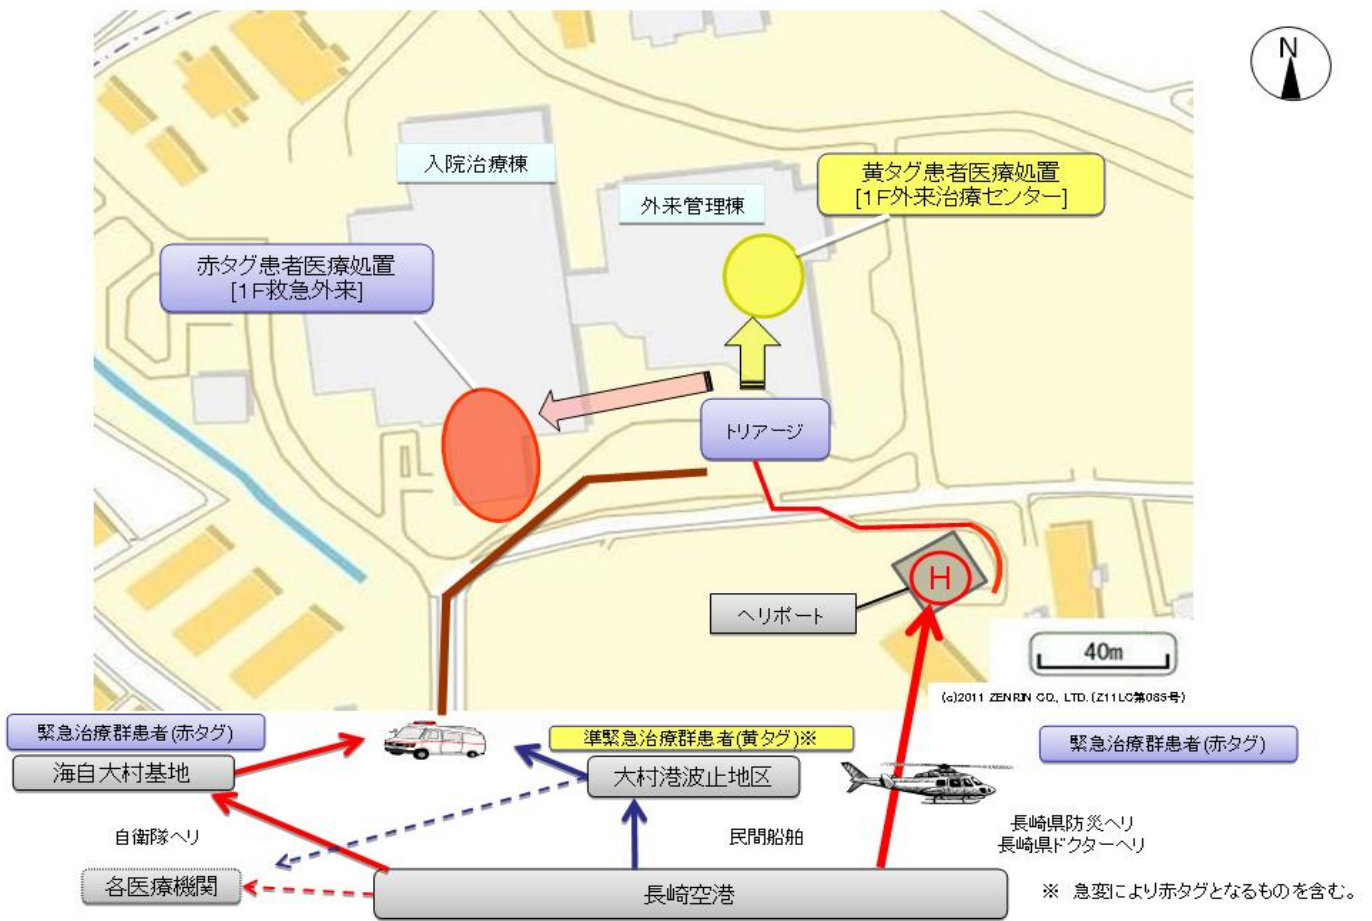 N
入院治療棟
黄タグ患者医療処置
[1F外来治療センター]
外来管理棟
赤タグ患者医療処置
[1F救急外来]
トリアージ
H
ヘリポート
40m
(c)2011 ZENRIN CO., LTD. (Z11LC第085号)
緊急治療群患者(赤タグ)
準緊急治療群患者(黄タグ)※
緊急治療群患者(赤タグ)
海自大村基地
大村港波止地区
自衛隊ヘリ
民間船舶
長崎県防災ヘリ
長崎県ドクターヘリ
各医療機関
長崎空港
※ 急変により赤タグとなるものを含む。